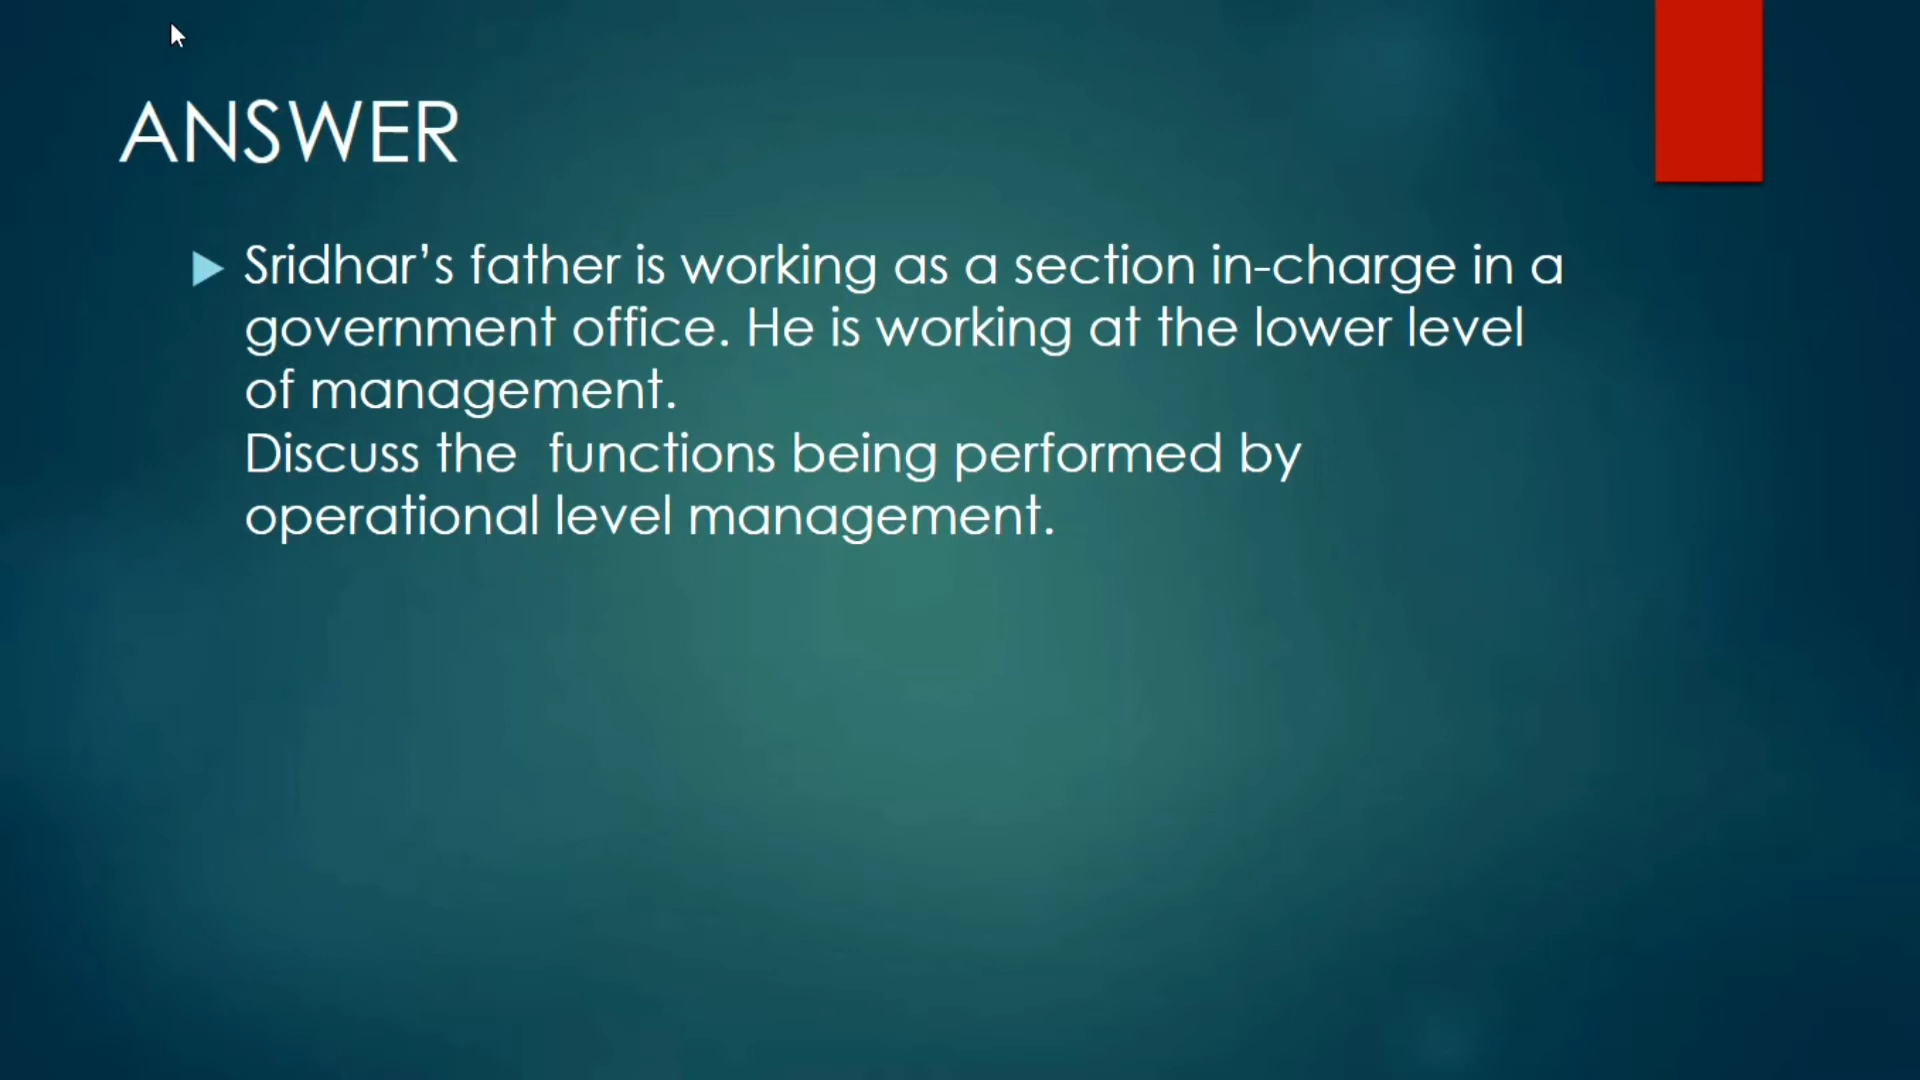 ANSWER
Sridhar’s father is working as a section in-charge in a
government office. He is working at the lower level
of management.
Discuss the  functions being performed by
operational level management.